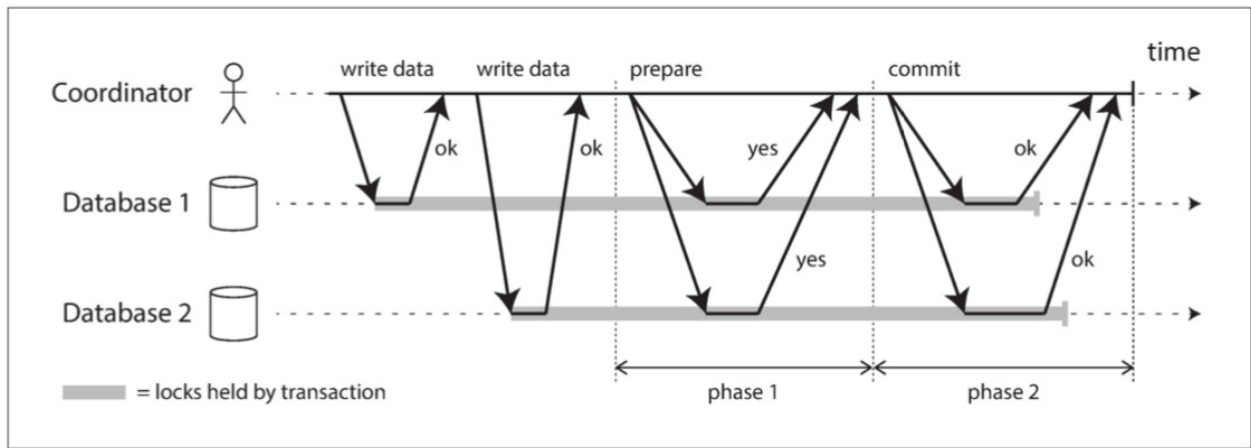 time
write data write data prepare commit
Coordinator
ok ok yes ok
Database 1
yes ok
Database 2
= locks held by transaction
phase 1 phase 2